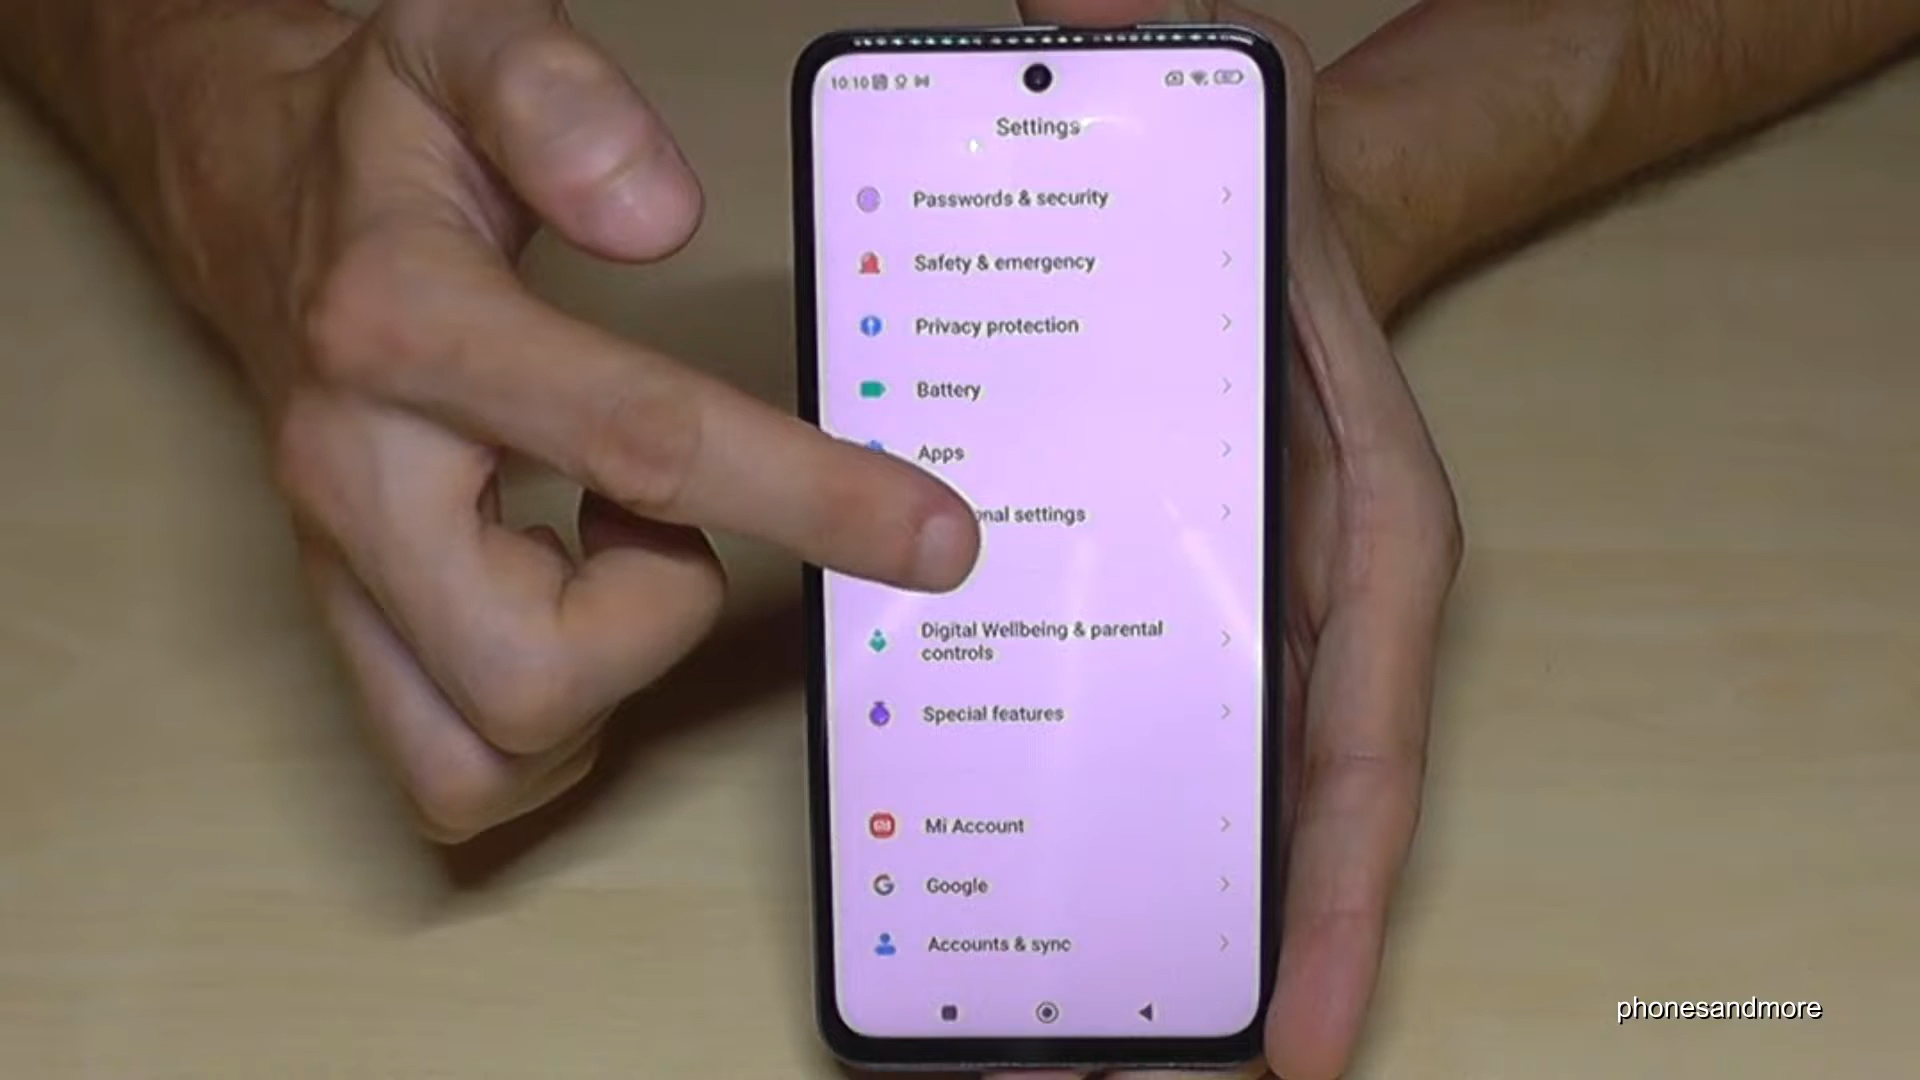 10:10
Settings
Passwords & security
Safety & emergency
Privacy protection
Battery
Apps
settings
Digital Wellbeing & parental
controls
Special features
Mi Account
Google
Accounts & sync
phonesandmore